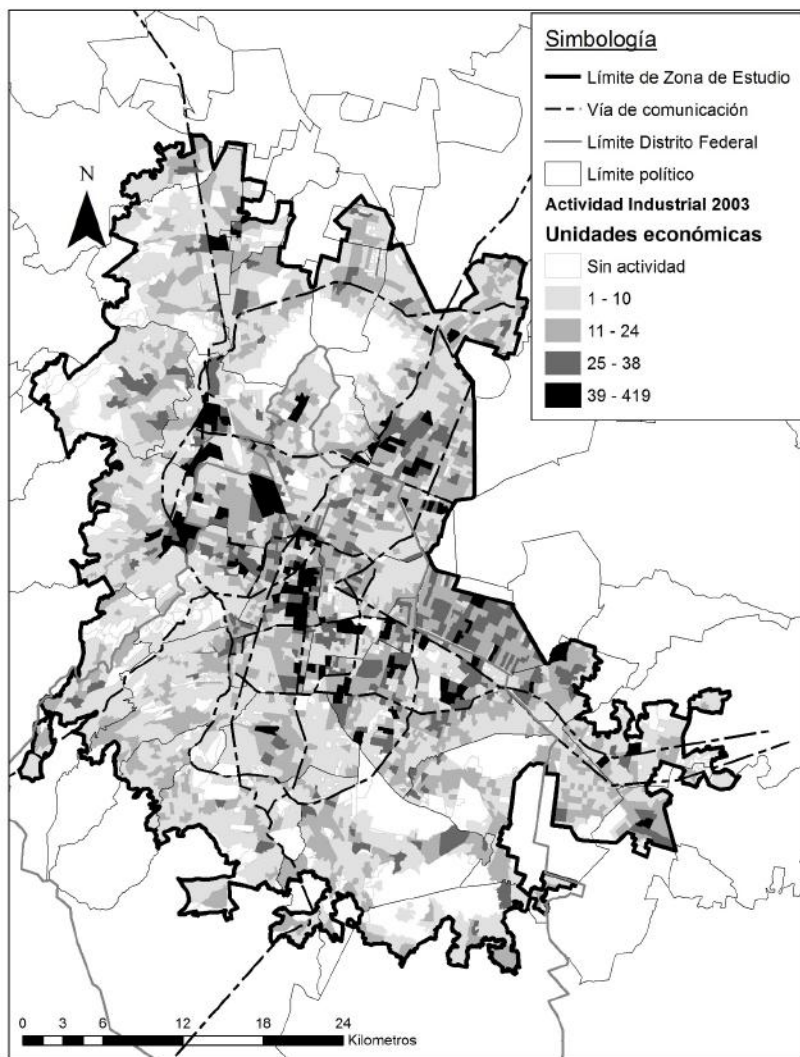 Simbología
Límite de Zona de Estudio
Vía de comunicación
Límite Distrito Federal
Límite político
Actividad Industrial 2003
Unidades económicas
Sin actividad
1 - 10
11 - 24
25 - 38
39 - 419
N
0 3 6 12 18 24
Kilometros